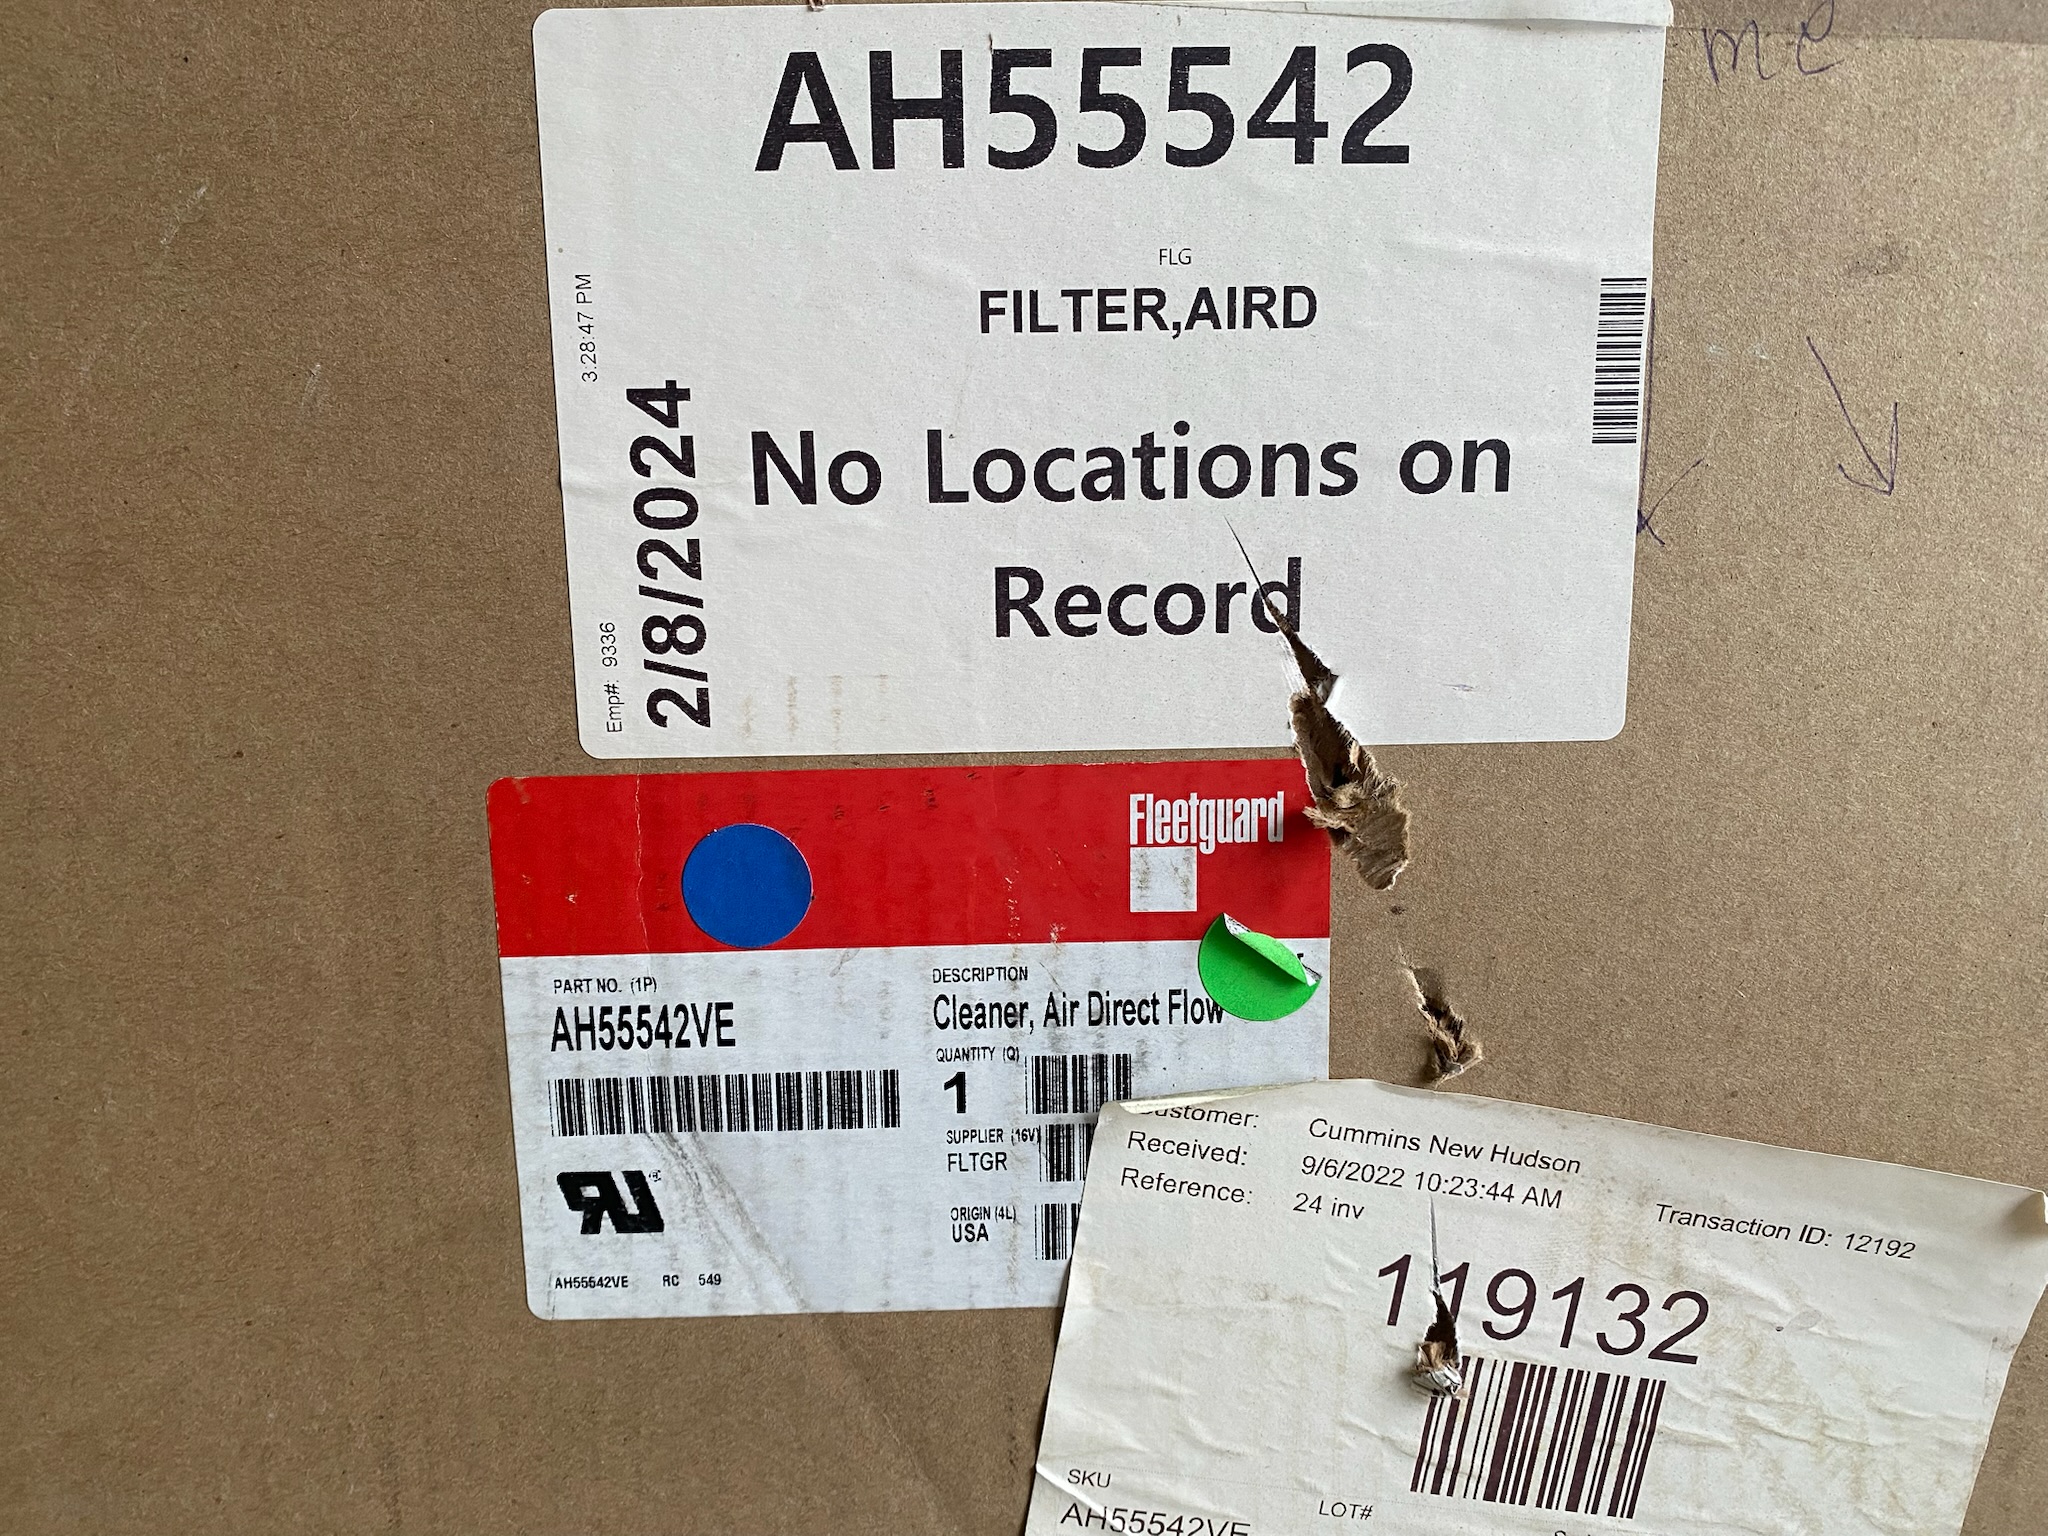 me
AH55542
FLG
FILTER,AIRD
No Locations on
Record
3:28:47 PM
Emp#: 9336
2/8/2024
Fleetguard
PART NO. (1P)
AH55542VE
DESCRIPTION
Cleaner, Air Direct Flow
QUANTITY (Q)
1
SUPPLIER (16V)
FLTGR
ORIGIN (4L)
USA
AH55542VE RC 549
Customer: Cummins New Hudson
Received: 9/6/2022 10:23:44 AM
Reference: 24 inv
Transaction ID: 12192
119132
SKU
AH55542VE
LOT#